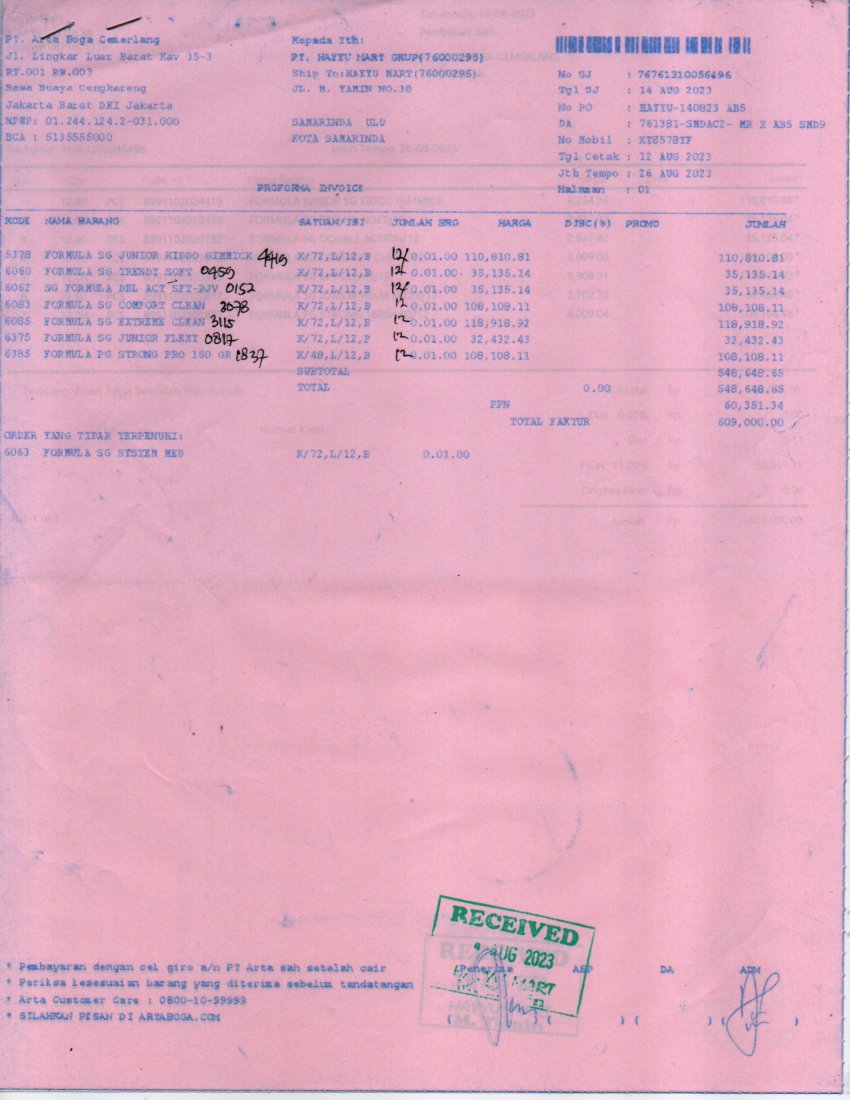 PT. Arta Boga Cemerlang
Jl. Lingkar Luar Barat Kav 35-3
RT.001 RW.003
Rawa Buaya Cengkareng
Jakarta Barat DKI Jakarta
NPWP: 01.244.124.2-031.000
BCA : 5135555000
Kepada Yth:
PT. HAYYU MART GRUP(76000295)
Ship To:HAYYU MART(76000295)
JL. M. YAMIN NO.38
SAMARINDA ULU
KOTA SAMARINDA
No SJ : 76761310056496
Tgl SJ : 14 AUG 2023
No PO : HAYYU-140823 AB5
DA : 761381-SMDAC2- MR X AB5 SMD9
No Mobil : KT8578YF
Tgl Cetak : 12 AUG 2023
Jth Tempo : 26 AUG 2023
Halaman : 01
PROFORMA INVOICE
KODE NAMA BARANG SATUAN/ISI JUMLAH BRG HARGA DISC(%) PROMO JUMLAH
5378 FORMULA SG JUNIOR KIDDO GIMMICK 4419 K/72,L/12,B 12 0.01.00 110,810.81 110,810.81
6060 FORMULA SG TRENDI SOFT 0459 K/72,L/12,B 12 0.01.00 35,135.14 35,135.14
6062 SG FORMULA DBL ACT SFT-RJV 0152 K/72,L/12,B 12 0.01.00 35,135.14 35,135.14
6083 FORMULA SG COMFORT CLEAN 3078 K/72,L/12,B 12 0.01.00 108,108.11 108,108.11
6085 FORMULA SG EXTREME CLEAN 3115 K/72,L/12,B 12 0.01.00 118,918.92 118,918.92
6375 FORMULA SG JUNIOR FLEXY 0817 K/72,L/12,P 12 0.01.00 32,432.43 32,432.43
6385 FORMULA PG STRONG PRO 160 GR 1837 K/48,L/12,B 12 0.01.00 108,108.11 108,108.11
SUBTOTAL 548,648.65
TOTAL 0.00 548,648.65
PPN 60,351.34
TOTAL FAKTUR 609,000.00
ORDER YANG TIDAK TERPENUHI:
6063 FORMULA SG SYSTEM MED K/72,L/12,B 0.01.00
RECEIVED
AUG 2023
* Pembayaran dengan cel giro a/n PT Arta sah setelah cair
* Periksa kesesuaian barang yang diterima sebelum tandatangan
* Arta Customer Care : 0800-10-99999
* SILAHKAN PESAN DI ARTABOGA.COM
Penerima ASP DA ADM
( ) ( ) ( ) ( )